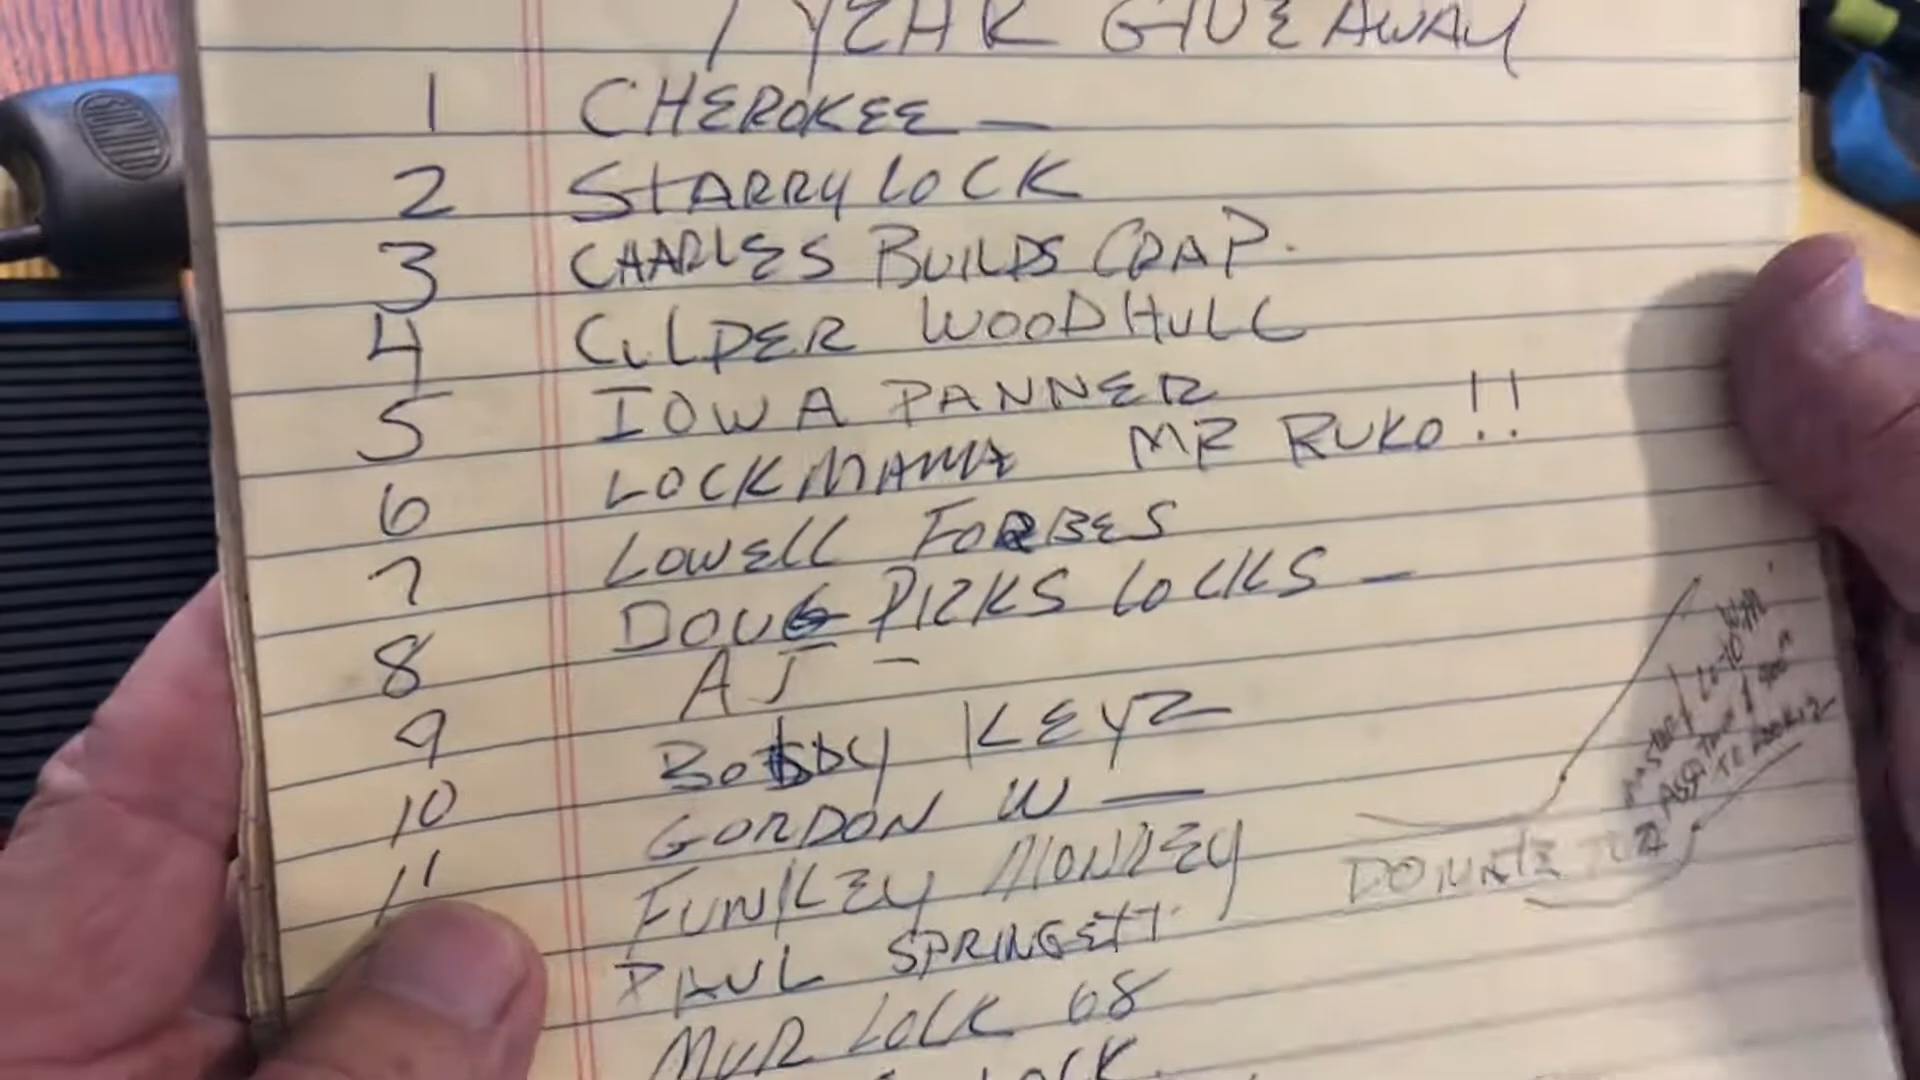 1 YEAR GIVEAWAY
1 CHEROKEE —
2 STARRYLOCK
3 CHARLES BUILDS CRAP.
4 CULPER WOODHULL
5 IOWA PANNER
6 LOCKMAMA MR RUKO!!
7 LOWELL FORBES
8 DOUG PICKS LOCKS —
9 AJ —
10 BOBBY KEYZ
11 GORDON W —
FUNKEY MONKEY
PAUL SPRINGETT
MUR LOCK 68
LOCK
DONATE